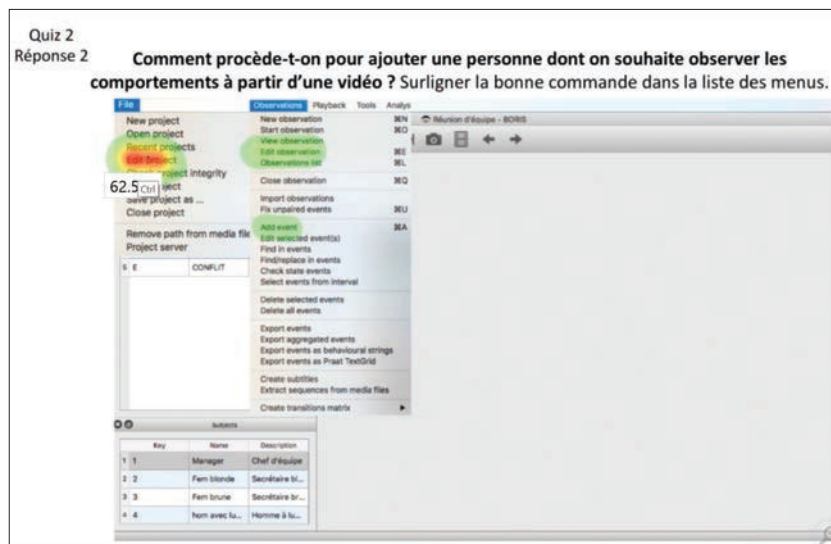 Quiz 2
Réponse 2
Comment procède-t-on pour ajouter une personne dont on souhaite observer les
comportements à partir d'une vidéo ? Surligner la bonne commande dans la liste des menus.
File
New project
Open project
Recent projects
Edit project
project integrity
62.5 Ctrl
Save project as ...
Close project
Remove path from media file
Project server
5 E CONFLIT
Observations Playback Tools Analys
New observation ⌘N
Start observation ⌘O
View observation
Edit observation ⌘E
Observations list ⌘L
Close observation ⌘Q
Import observations
Fix unpaired events ⌘U
Add event ⌘A
Edit selected event(s)
Find in events
Find/replace in events
Check state events
Select events from interval
Delete selected events
Delete all events
Export events
Export aggregated events
Export events as behavioural strings
Export events as Praat TextGrid
Create subtitles
Extract sequences from media files
Create transitions matrix
Réunion d'équipe - BORIS
Subjects
Key Name Description
1 1 Manager Chef d'équipe
2 2 Fem blonde Secrétaire bl...
3 3 Fem brune Secrétaire br...
4 4 hom avec lu... Homme à lu...